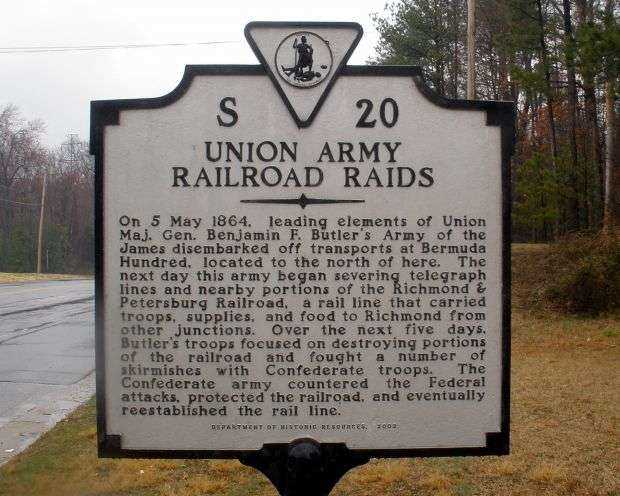 S 20
UNION ARMY
RAILROAD RAIDS
On 5 May 1864, leading elements of Union
Maj. Gen. Benjamin F. Butler's Army of the
James disembarked off transports at Bermuda
Hundred, located to the north of here. The
next day this army began severing telegraph
lines and nearby portions of the Richmond &
Petersburg Railroad, a rail line that carried
troops, supplies, and food to Richmond from
other junctions. Over the next five days,
Butler's troops focused on destroying portions
of the railroad and fought a number of
skirmishes with Confederate troops. The
Confederate army countered the Federal
attacks, protected the railroad, and eventually
reestablished the rail line.
DEPARTMENT OF HISTORIC RESOURCES, 2002